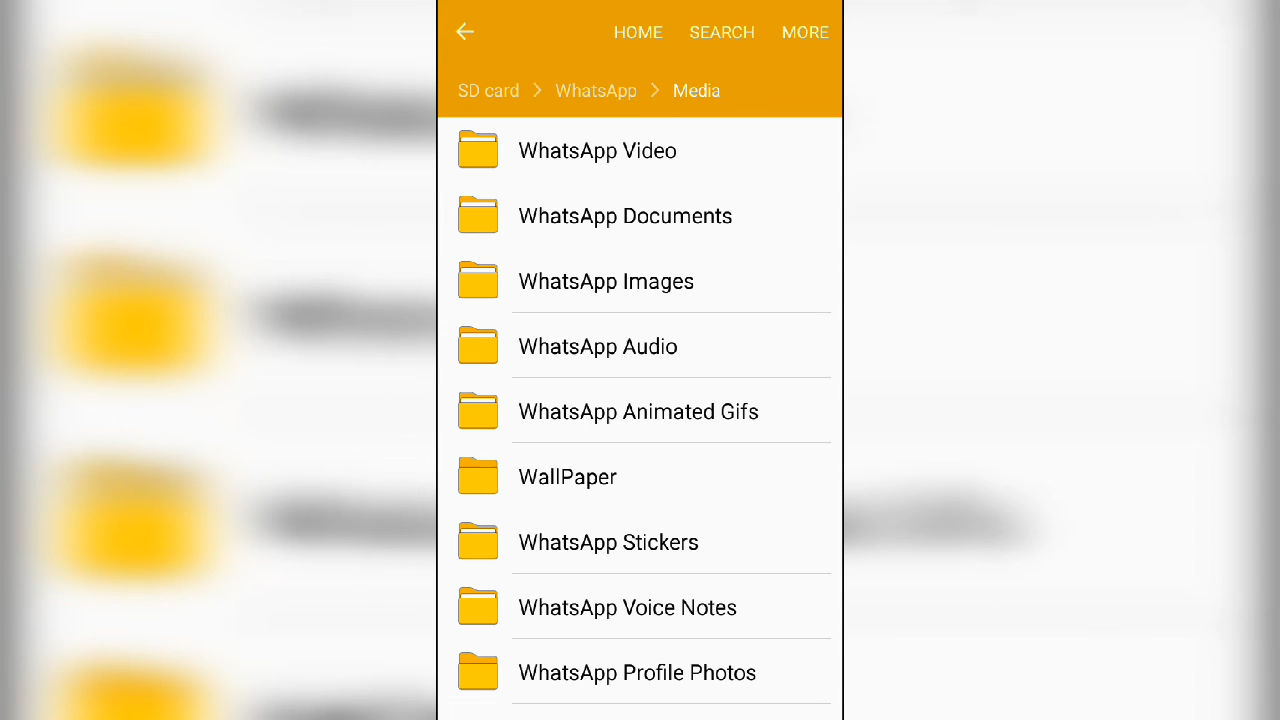 HOME SEARCH MORE
SD card > WhatsApp > Media
WhatsApp Video
WhatsApp Documents
WhatsApp Images
WhatsApp Audio
WhatsApp Animated Gifs
WallPaper
WhatsApp Stickers
WhatsApp Voice Notes
WhatsApp Profile Photos